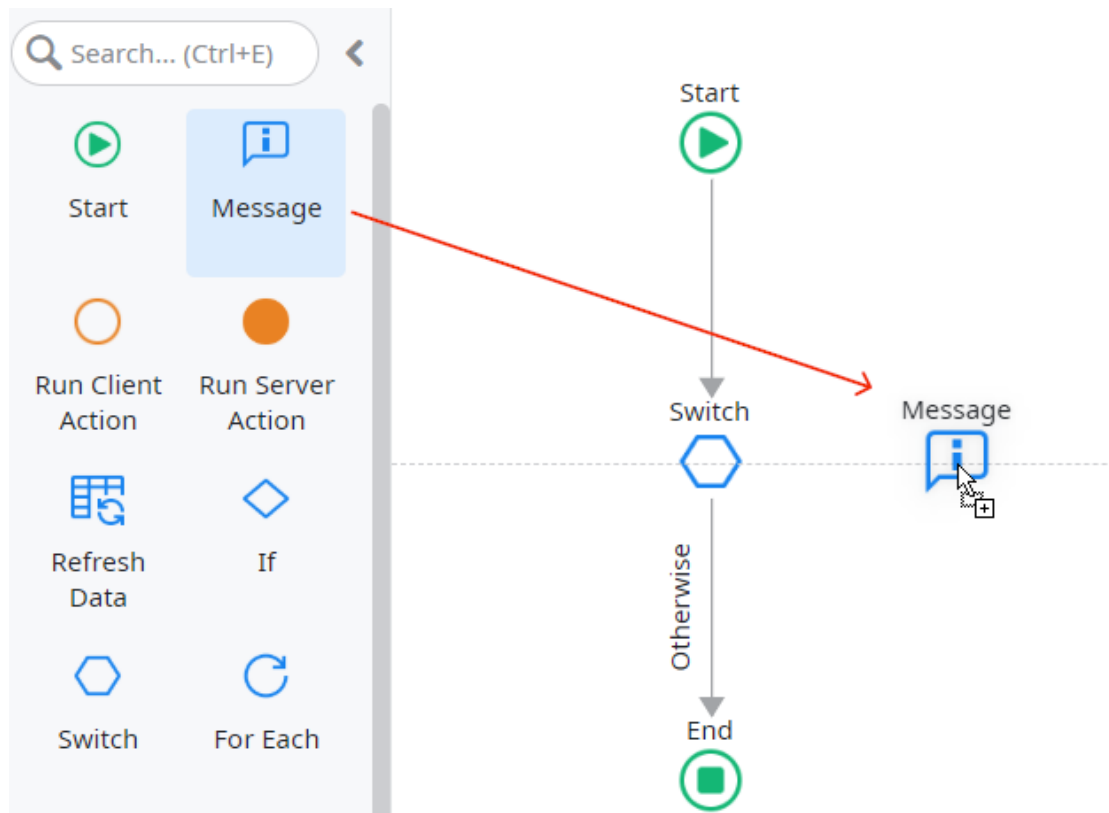 Search... (Ctrl+E)
Start
Message
Run Client
Action
Run Server
Action
Refresh
Data
If
Switch
For Each
Start
Switch
Message
Otherwise
End